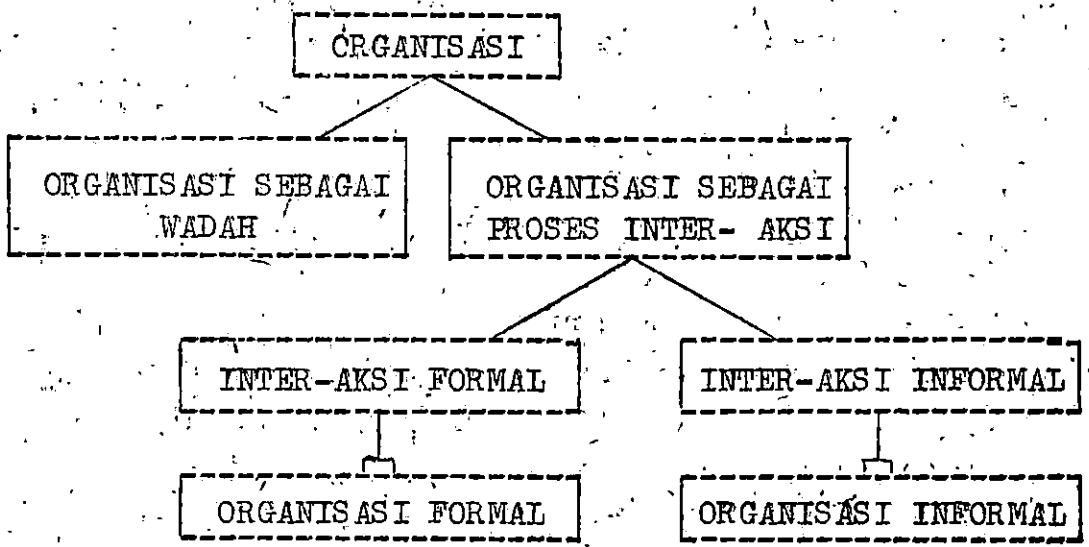 ORGANISASI
ORGANISASI SEBAGAI
WADAH
ORGANISASI SEBAGAI
PROSES INTER- AKSI
INTER-AKSI FORMAL
INTER-AKSI INFORMAL
ORGANISASI FORMAL
ORGANISASI INFORMAL